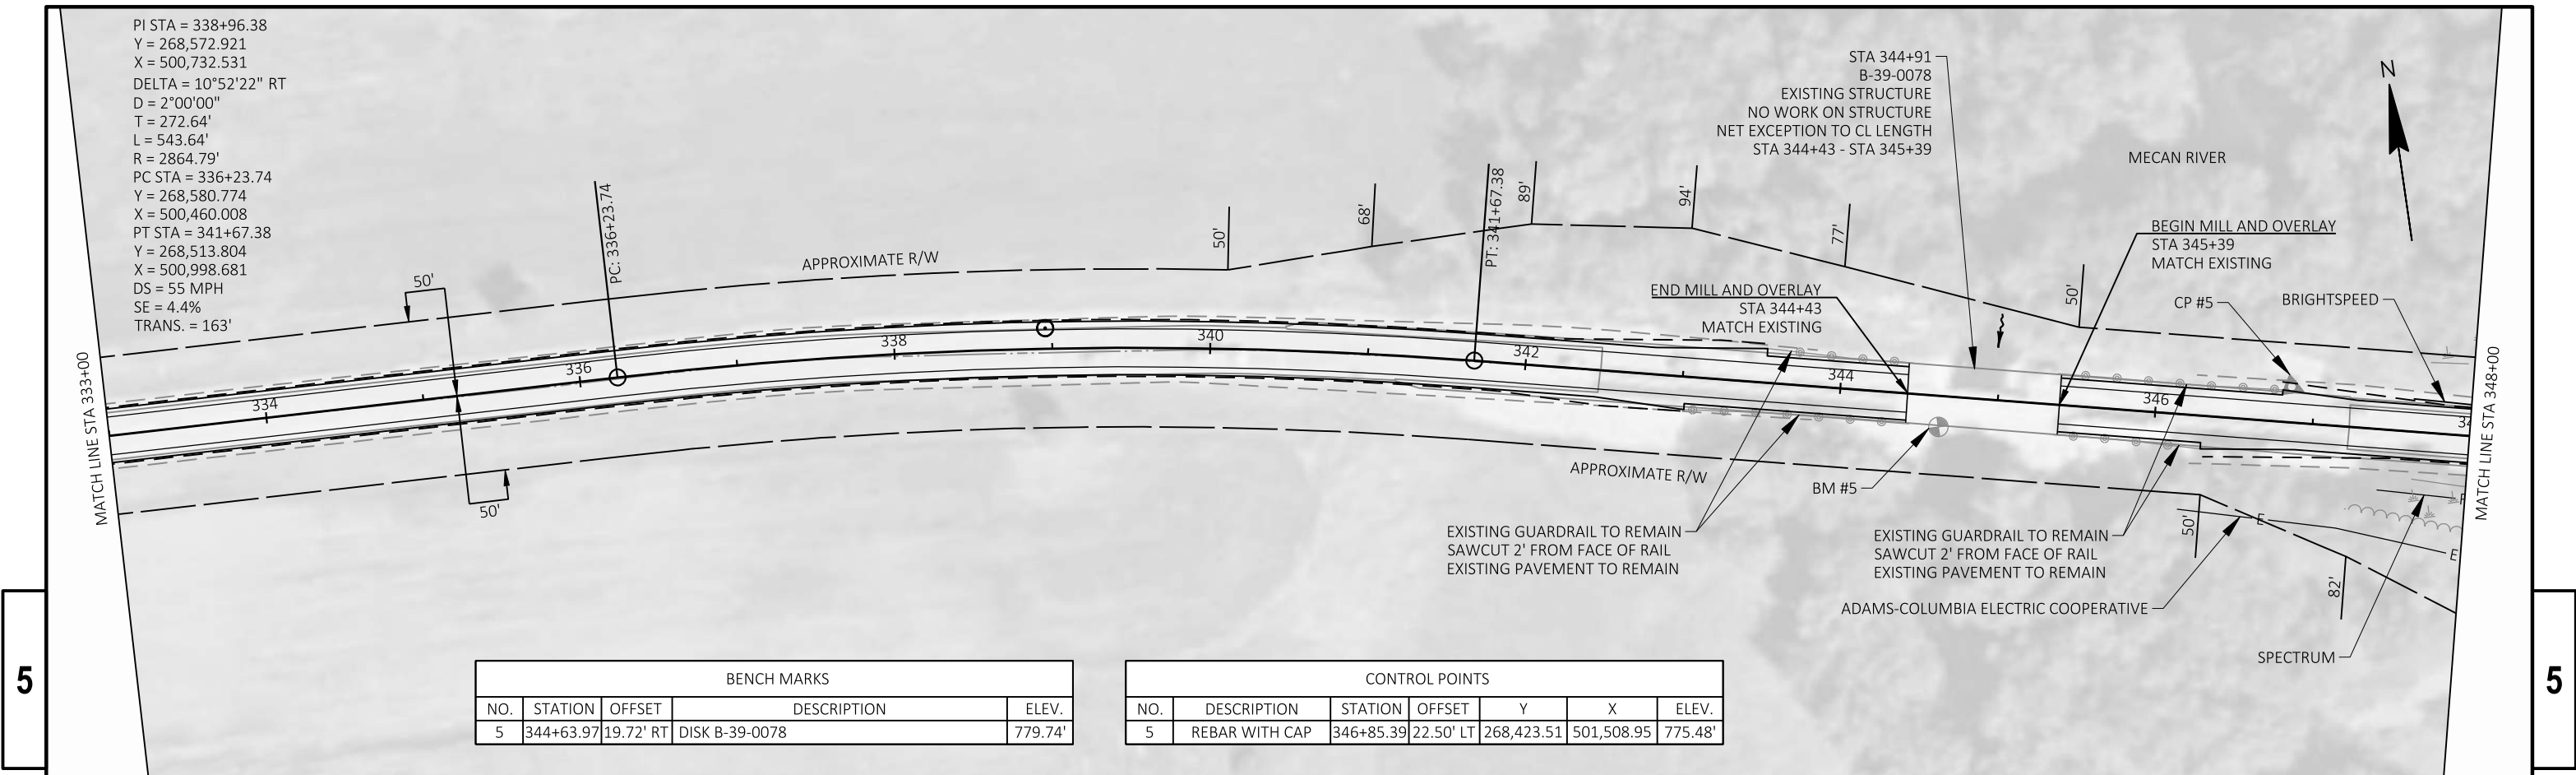 PI STA = 338+96.38
Y = 268,572.921
X = 500,732.531
DELTA = 10°52'22" RT
D = 2°00'00"
T = 272.64'
L = 543.64'
R = 2864.79'
PC STA = 336+23.74
Y = 268,580.774
X = 500,460.008
PT STA = 341+67.38
Y = 268,513.804
X = 500,998.681
DS = 55 MPH
SE = 4.4%
TRANS. = 163'
MATCH LINE STA 333+00
50'
50'
PC: 336+23.74
APPROXIMATE R/W
50'
68'
PT: 341+67.38
89'
94'
77'
50'
STA 344+91
B-39-0078
EXISTING STRUCTURE
NO WORK ON STRUCTURE
NET EXCEPTION TO CL LENGTH
STA 344+43 - STA 345+39
N
MECAN RIVER
BEGIN MILL AND OVERLAY
STA 345+39
MATCH EXISTING
CP #5
BRIGHTSPEED
END MILL AND OVERLAY
STA 344+43
MATCH EXISTING
334
336
338
340
342
344
346
34
MATCH LINE STA 348+00
APPROXIMATE R/W
BM #5
EXISTING GUARDRAIL TO REMAIN
SAWCUT 2' FROM FACE OF RAIL
EXISTING PAVEMENT TO REMAIN
EXISTING GUARDRAIL TO REMAIN
SAWCUT 2' FROM FACE OF RAIL
EXISTING PAVEMENT TO REMAIN
50'
E
E
82'
ADAMS-COLUMBIA ELECTRIC COOPERATIVE
SPECTRUM
5
5
BENCH MARKS
NO. STATION OFFSET DESCRIPTION ELEV.
5 344+63.97 19.72' RT DISK B-39-0078 779.74'
CONTROL POINTS
NO. DESCRIPTION STATION OFFSET Y X ELEV.
5 REBAR WITH CAP 346+85.39 22.50' LT 268,423.51 501,508.95 775.48'